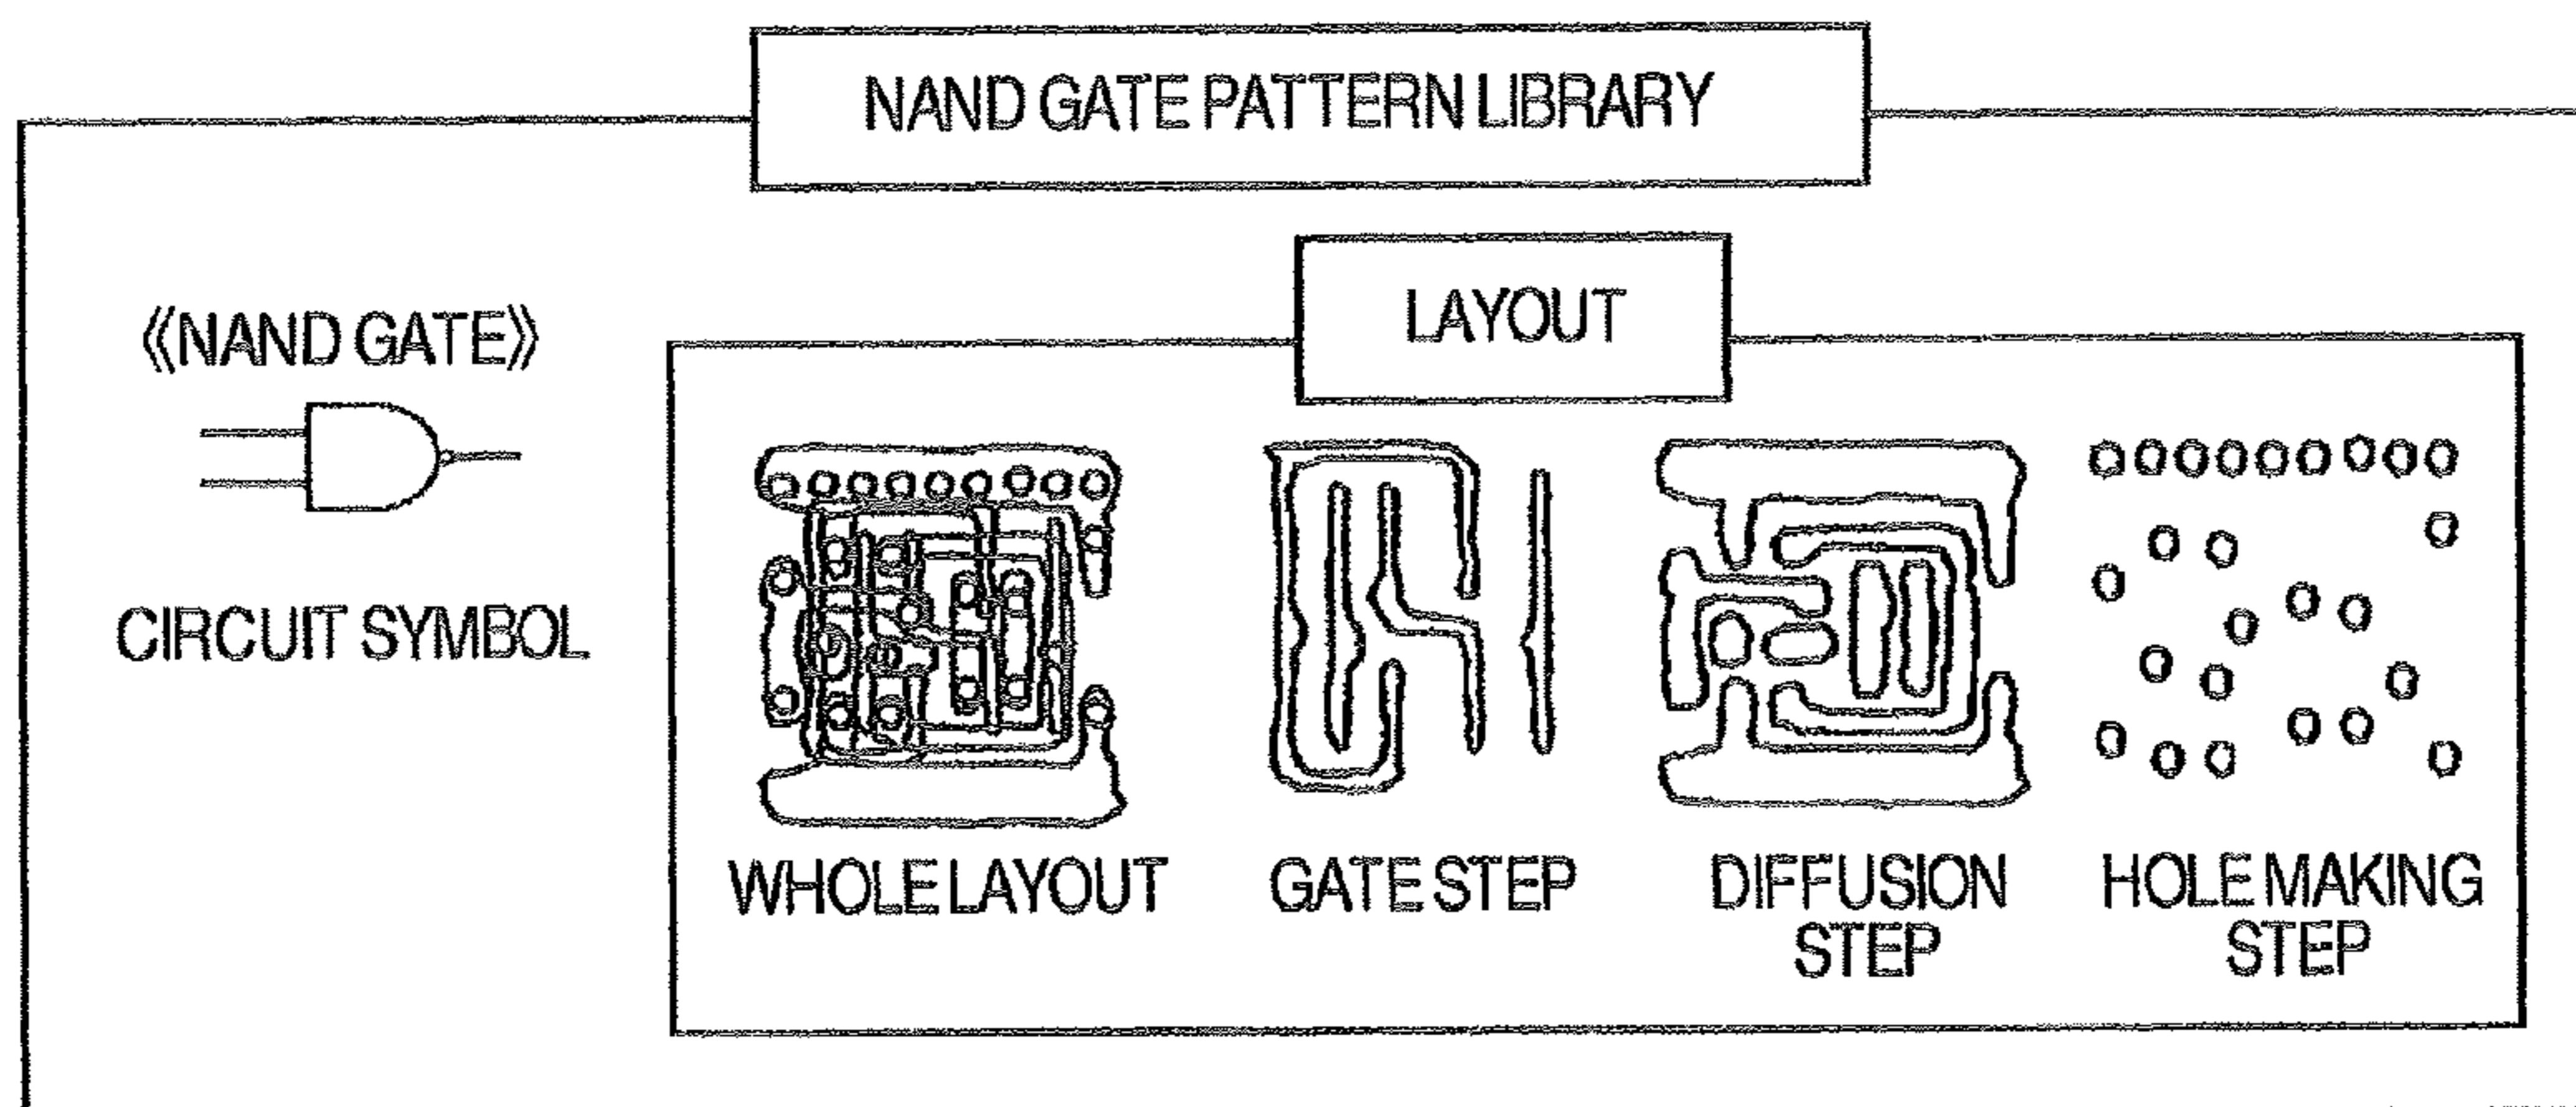 NAND GATE PATTERN LIBRARY
LAYOUT
《NAND GATE》
CIRCUIT SYMBOL
WHOLE LAYOUT
GATE STEP
DIFFUSION
STEP
HOLE MAKING
STEP